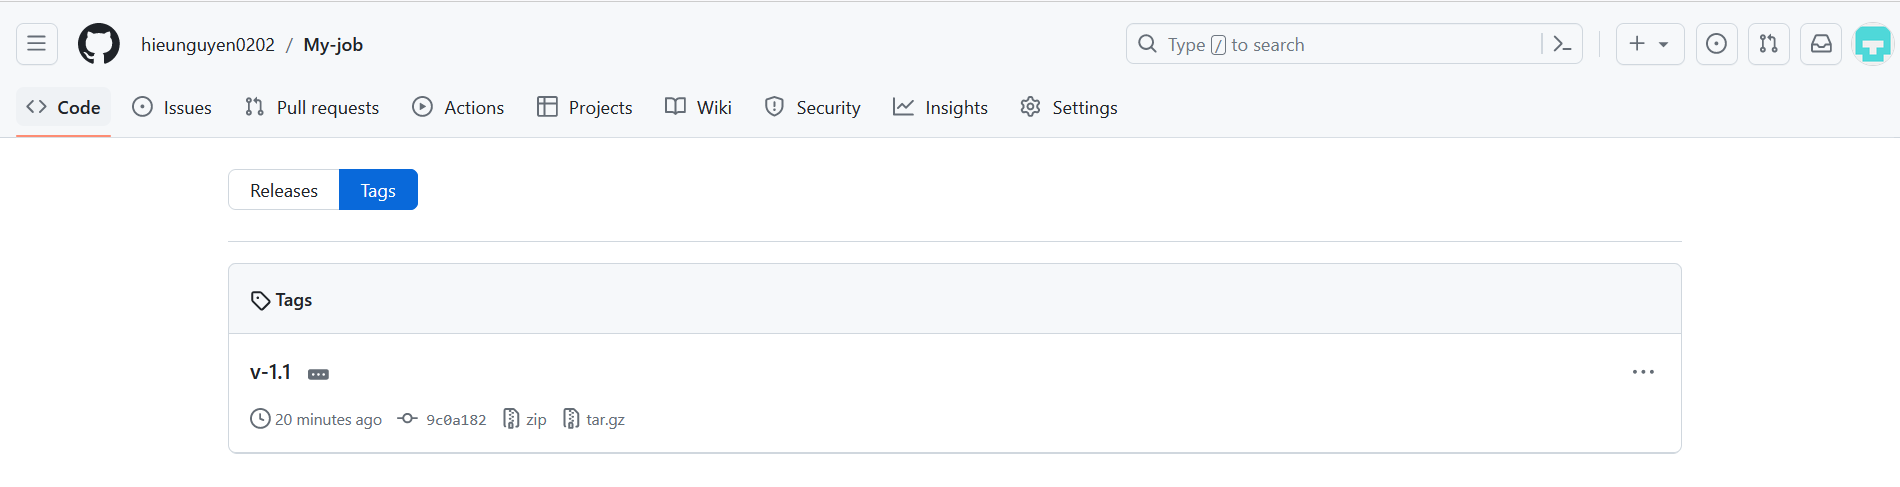 hieunguyen0202 / My-job
Type / to search
Code Issues Pull requests Actions Projects Wiki Security Insights Settings
Releases Tags
Tags
v-1.1
20 minutes ago 9c0a182 zip tar.gz